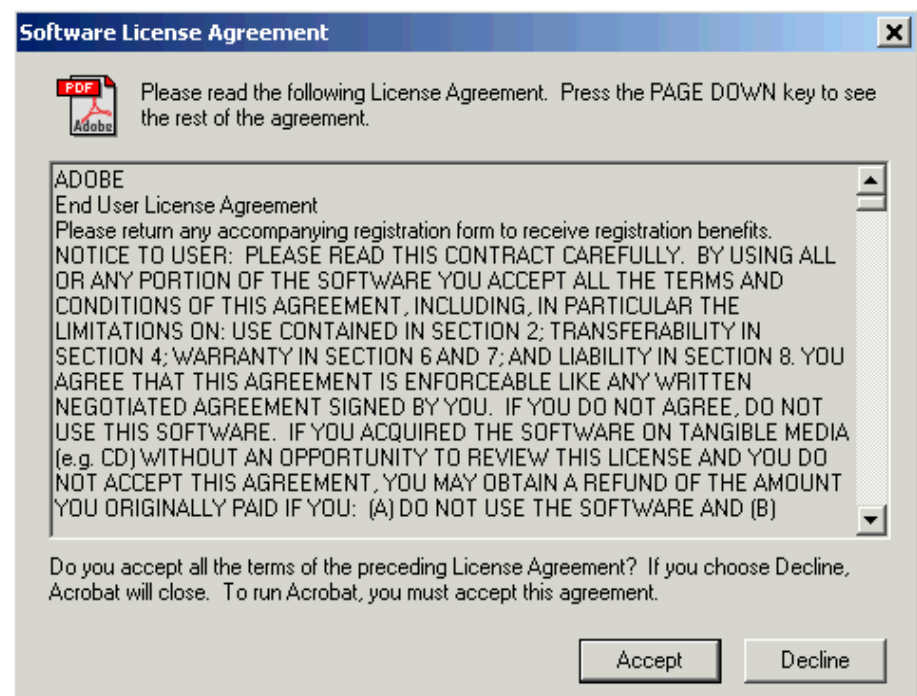 Software License Agreement
PDF
Adobe
Please read the following License Agreement.  Press the PAGE DOWN key to see
the rest of the agreement.
ADOBE
End User License Agreement
Please return any accompanying registration form to receive registration benefits.
NOTICE TO USER:  PLEASE READ THIS CONTRACT CAREFULLY.  BY USING ALL
OR ANY PORTION OF THE SOFTWARE YOU ACCEPT ALL THE TERMS AND
CONDITIONS OF THIS AGREEMENT, INCLUDING, IN PARTICULAR THE
LIMITATIONS ON: USE CONTAINED IN SECTION 2; TRANSFERABILITY IN
SECTION 4; WARRANTY IN SECTION 6 AND 7; AND LIABILITY IN SECTION 8. YOU
AGREE THAT THIS AGREEMENT IS ENFORCEABLE LIKE ANY WRITTEN
NEGOTIATED AGREEMENT SIGNED BY YOU.  IF YOU DO NOT AGREE, DO NOT
USE THIS SOFTWARE.  IF YOU ACQUIRED THE SOFTWARE ON TANGIBLE MEDIA
(e.g. CD) WITHOUT AN OPPORTUNITY TO REVIEW THIS LICENSE AND YOU DO
NOT ACCEPT THIS AGREEMENT, YOU MAY OBTAIN A REFUND OF THE AMOUNT
YOU ORIGINALLY PAID IF YOU:  (A) DO NOT USE THE SOFTWARE AND (B)
Do you accept all the terms of the preceding License Agreement?  If you choose Decline,
Acrobat will close.  To run Acrobat, you must accept this agreement.
Accept
Decline